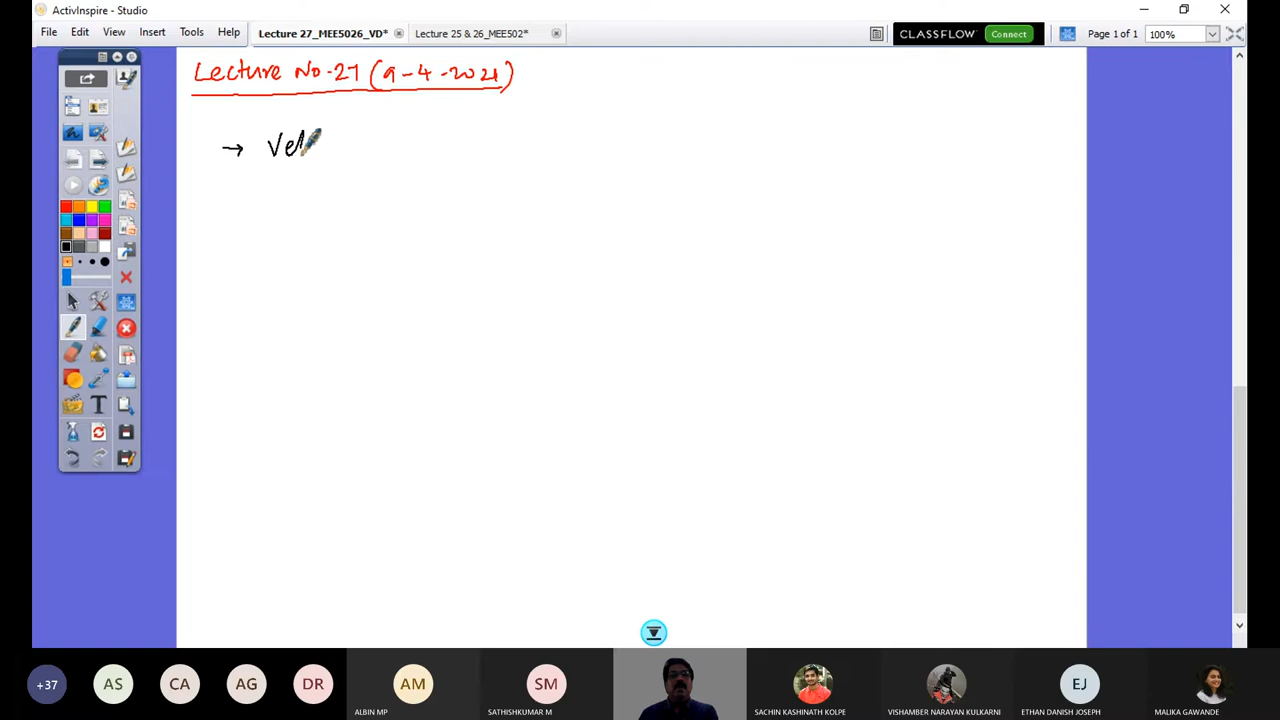 ActivInspire - Studio
File Edit View Insert Tools Help
Lecture 27_MEE5026_VD*
Lecture 25 & 26_MEE502*
CLASSFLOW Connect
Page 1 of 1
100%
Lecture No-27 (9-4-2021)
→ Veh
T
+37
AS
CA
AG
DR
AM
ALBIN MP
SM
SATHISHKUMAR M
SACHIN KASHINATH KOLPE
VISHAMBER NARAYAN KULKARNI
EJ
ETHAN DANISH JOSEPH
MALIKA GAWANDE